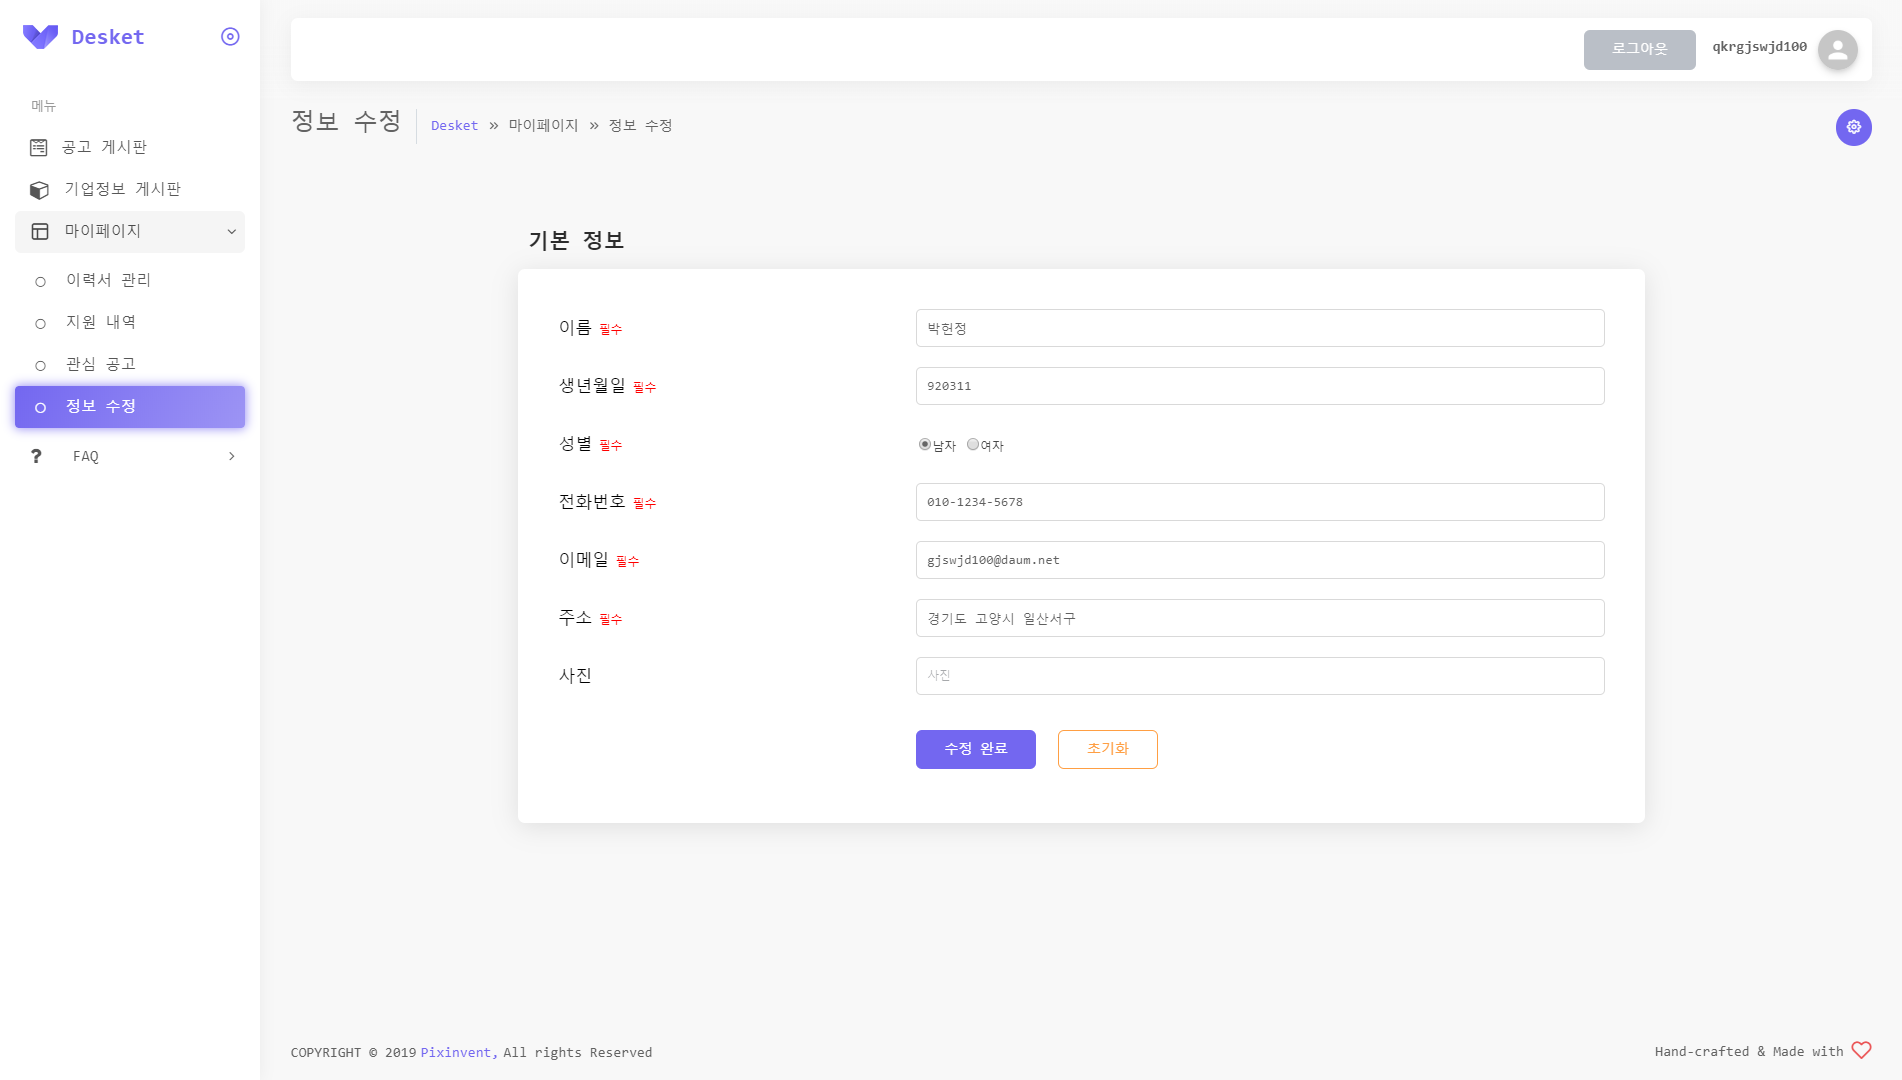 Desket
로그아웃 qkrgjswjd100
메뉴
공고 게시판
기업정보 게시판
마이페이지
이력서 관리
지원 내역
관심 공고
정보 수정
? FAQ
정보 수정
Desket » 마이페이지 » 정보 수정
기본 정보
이름 필수 박헌정
생년월일 필수 920311
성별 필수 남자 여자
전화번호 필수 010-1234-5678
이메일 필수 gjswjd100@daum.net
주소 필수 경기도 고양시 일산서구
사진 사진
수정 완료 초기화
COPYRIGHT © 2019 Pixinvent, All rights Reserved
Hand-crafted & Made with